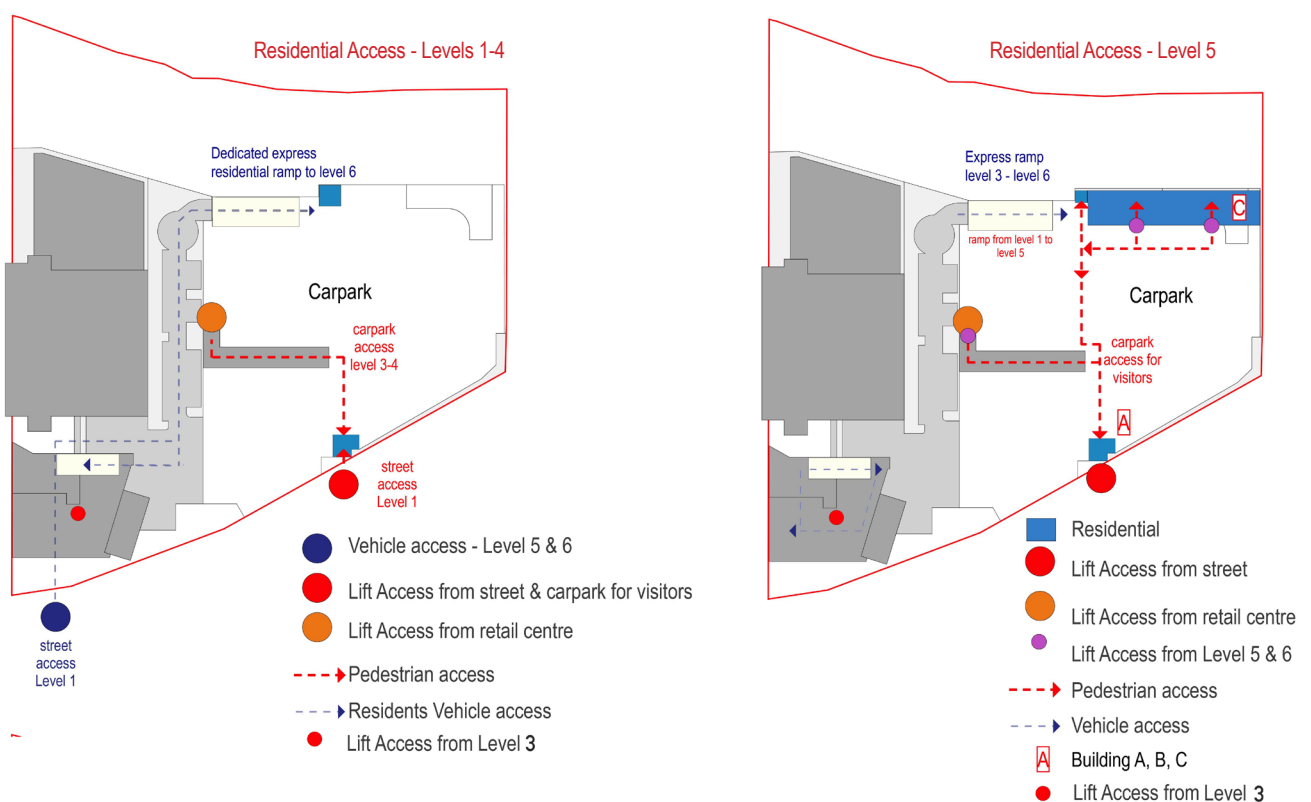 Residential Access - Levels 1-4
Dedicated express
residential ramp to level 6
Carpark
carpark
access
level 3-4
street
access
Level 1
street
access
Level 1
Vehicle access - Level 5 & 6
Lift Access from street & carpark for visitors
Lift Access from retail centre
Pedestrian access
Residents Vehicle access
Lift Access from Level 3
Residential Access - Level 5
Express ramp
level 3 - level 6
C
ramp from level 1 to
level 5
Carpark
carpark
access for
visitors
A
Residential
Lift Access from street
Lift Access from retail centre
Lift Access from Level 5 & 6
Pedestrian access
Vehicle access
A Building A, B, C
Lift Access from Level 3